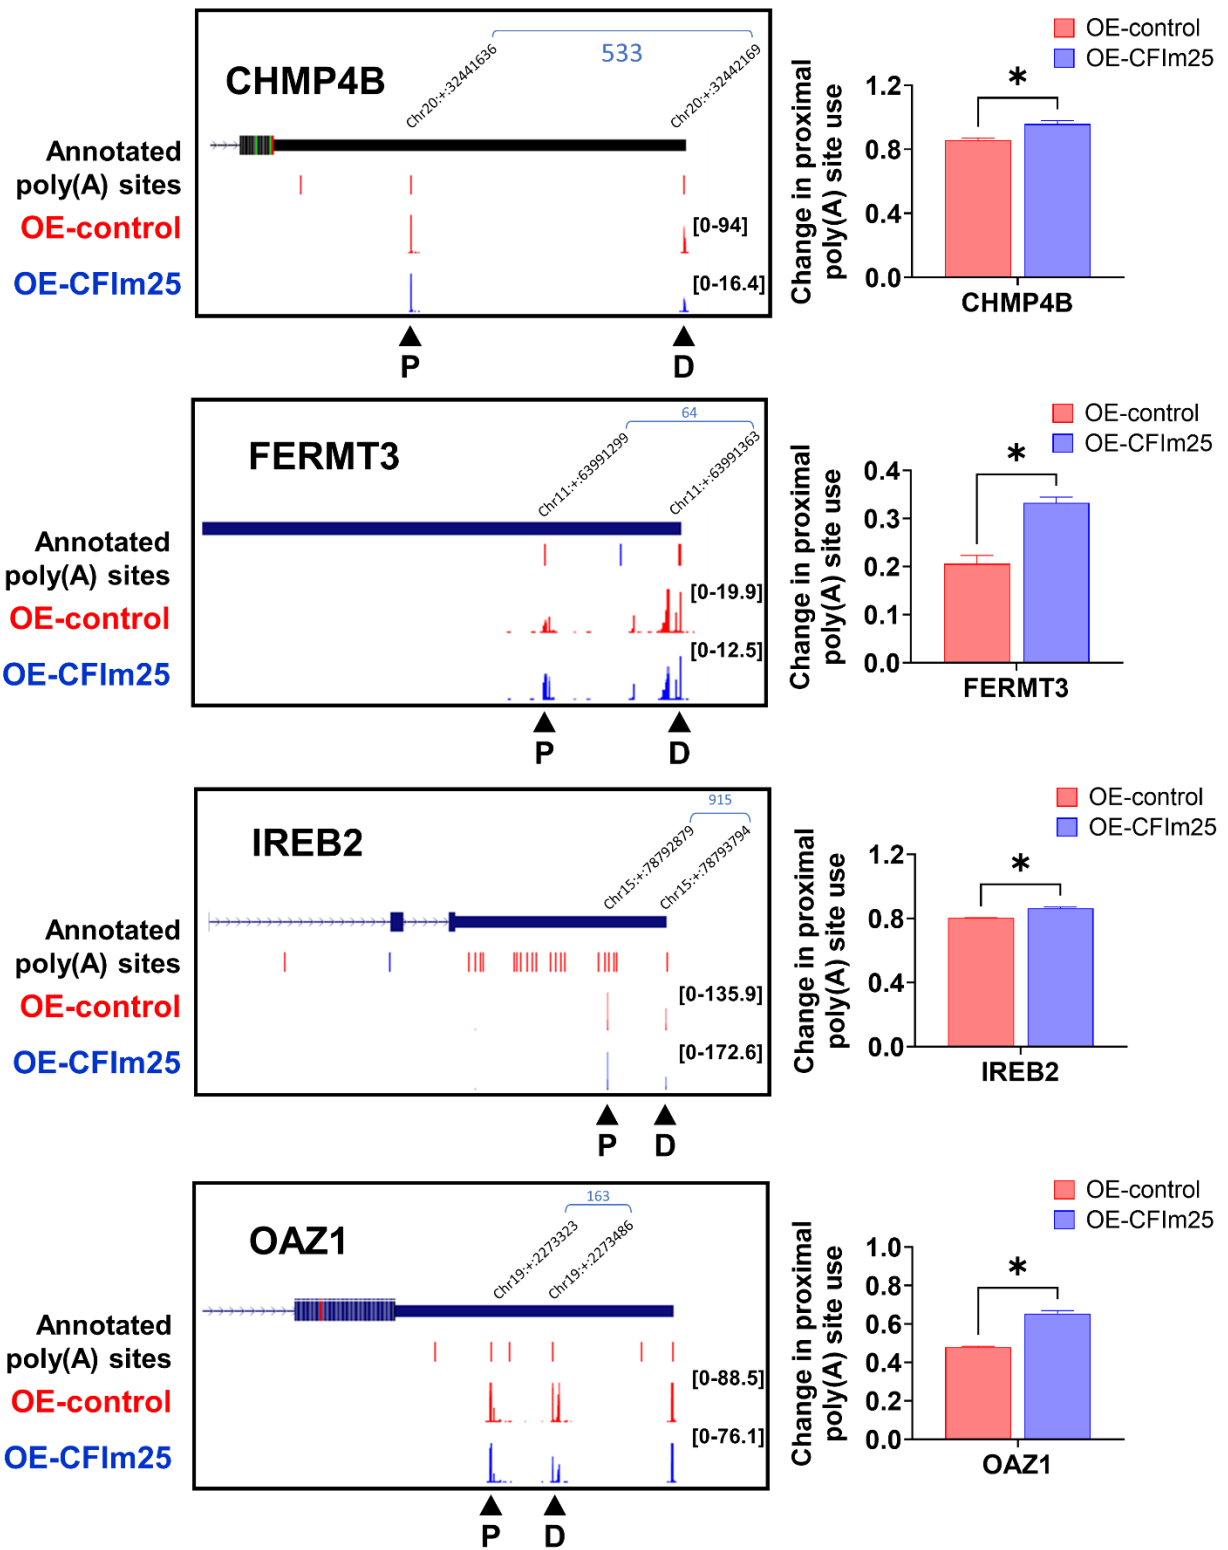 CHMP4B
533
Chr20:+:32441636
Chr20:+:32442169
Annotated
poly(A) sites
OE-control
[0-94]
OE-CFIm25
[0-16.4]
P
D
OE-control
OE-CFIm25
Change in proximal
poly(A) site use
1.2
0.8
0.4
0.0
*
CHMP4B
FERMT3
64
Chr11:+:63991299
Chr11:+:63991363
Annotated
poly(A) sites
OE-control
[0-19.9]
OE-CFIm25
[0-12.5]
P
D
OE-control
OE-CFIm25
Change in proximal
poly(A) site use
0.4
0.3
0.2
0.1
0.0
*
FERMT3
IREB2
915
Chr15:+:78792879
Chr15:+:78793794
Annotated
poly(A) sites
OE-control
[0-135.9]
OE-CFIm25
[0-172.6]
P
D
OE-control
OE-CFIm25
Change in proximal
poly(A) site use
1.2
0.8
0.4
0.0
*
IREB2
OAZ1
163
Chr19:+:2273323
Chr19:+:2273486
Annotated
poly(A) sites
OE-control
[0-88.5]
OE-CFIm25
[0-76.1]
P
D
OE-control
OE-CFIm25
Change in proximal
poly(A) site use
1.0
0.8
0.6
0.4
0.2
0.0
*
OAZ1